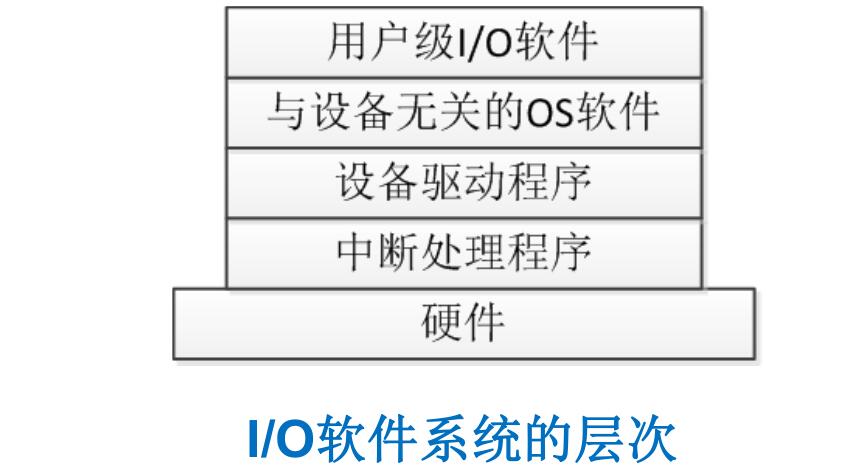 用户级I/O软件
与设备无关的OS软件
设备驱动程序
中断处理程序
硬件
I/O软件系统的层次